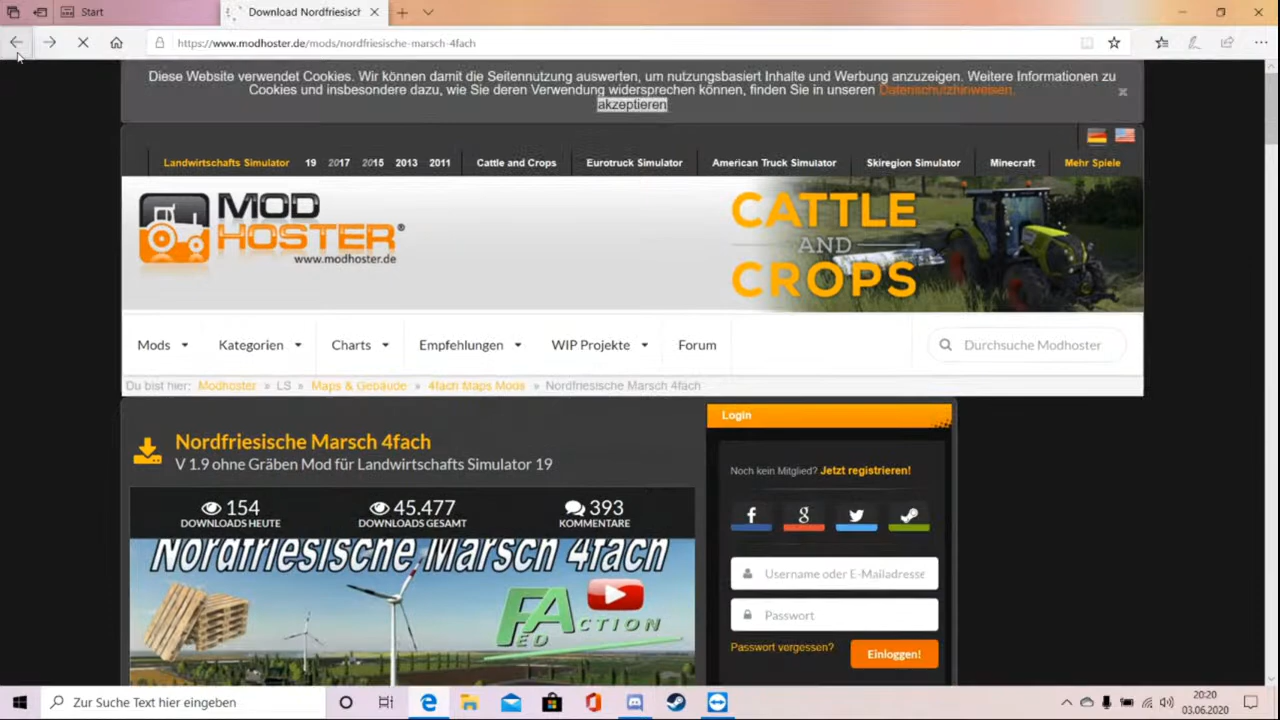 Start
Download Nordfriesisch
https://www.modhoster.de/mods/nordfriesische-marsch-4fach
Diese Website verwendet Cookies. Wir können damit die Seitennutzung auswerten, um nutzungsbasiert Inhalte und Werbung anzuzeigen. Weitere Informationen zu
Cookies und insbesondere dazu, wie Sie deren Verwendung widersprechen können, finden Sie in unseren Datenschutzhinweisen.
akzeptieren
Landwirtschafts Simulator 19 2017 2015 2013 2011 Cattle and Crops Eurotruck Simulator American Truck Simulator Skiregion Simulator Minecraft Mehr Spiele
MOD
HOSTER®
www.modhoster.de
CATTLE
AND
CROPS
Mods Kategorien Charts Empfehlungen WIP Projekte Forum Durchsuche Modhoster
Du bist hier: Modhoster » LS » Maps & Gebäude » 4fach Maps Mods » Nordfriesische Marsch 4fach
Nordfriesische Marsch 4fach
V 1.9 ohne Gräben Mod für Landwirtschafts Simulator 19
154 45.477 393
DOWNLOADS HEUTE DOWNLOADS GESAMT KOMMENTARE
Nordfriesische Marsch 4fach
FA
ED CTION
Login
Noch kein Mitglied? Jetzt registrieren!
Username oder E-Mailadresse
Passwort
Passwort vergessen? Einloggen!
Zur Suche Text hier eingeben
20:20
03.06.2020